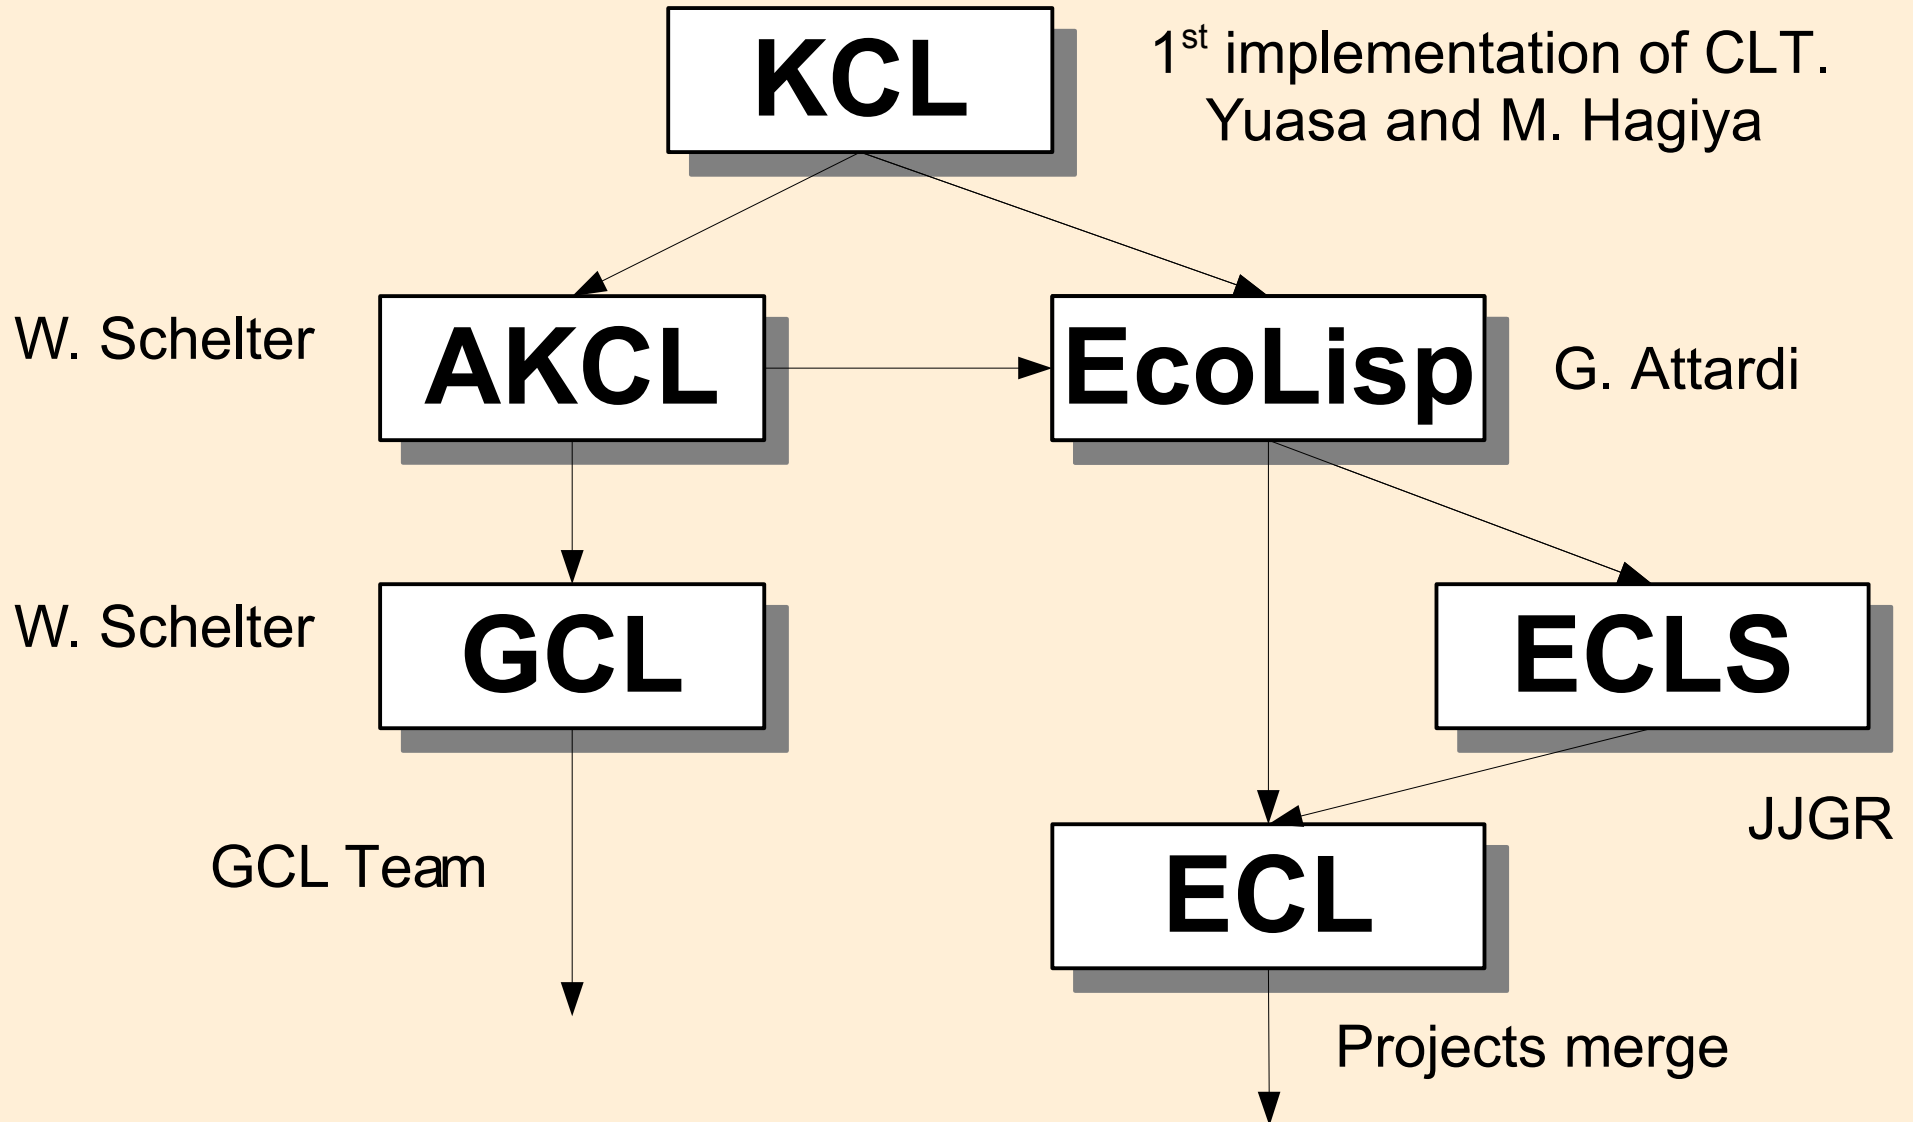 KCL
1st implementation of CLT.
Yuasa and M. Hagiya
W. Schelter
AKCL
EcoLisp
G. Attardi
W. Schelter
GCL
ECLS
JJGR
GCL Team
ECL
Projects merge